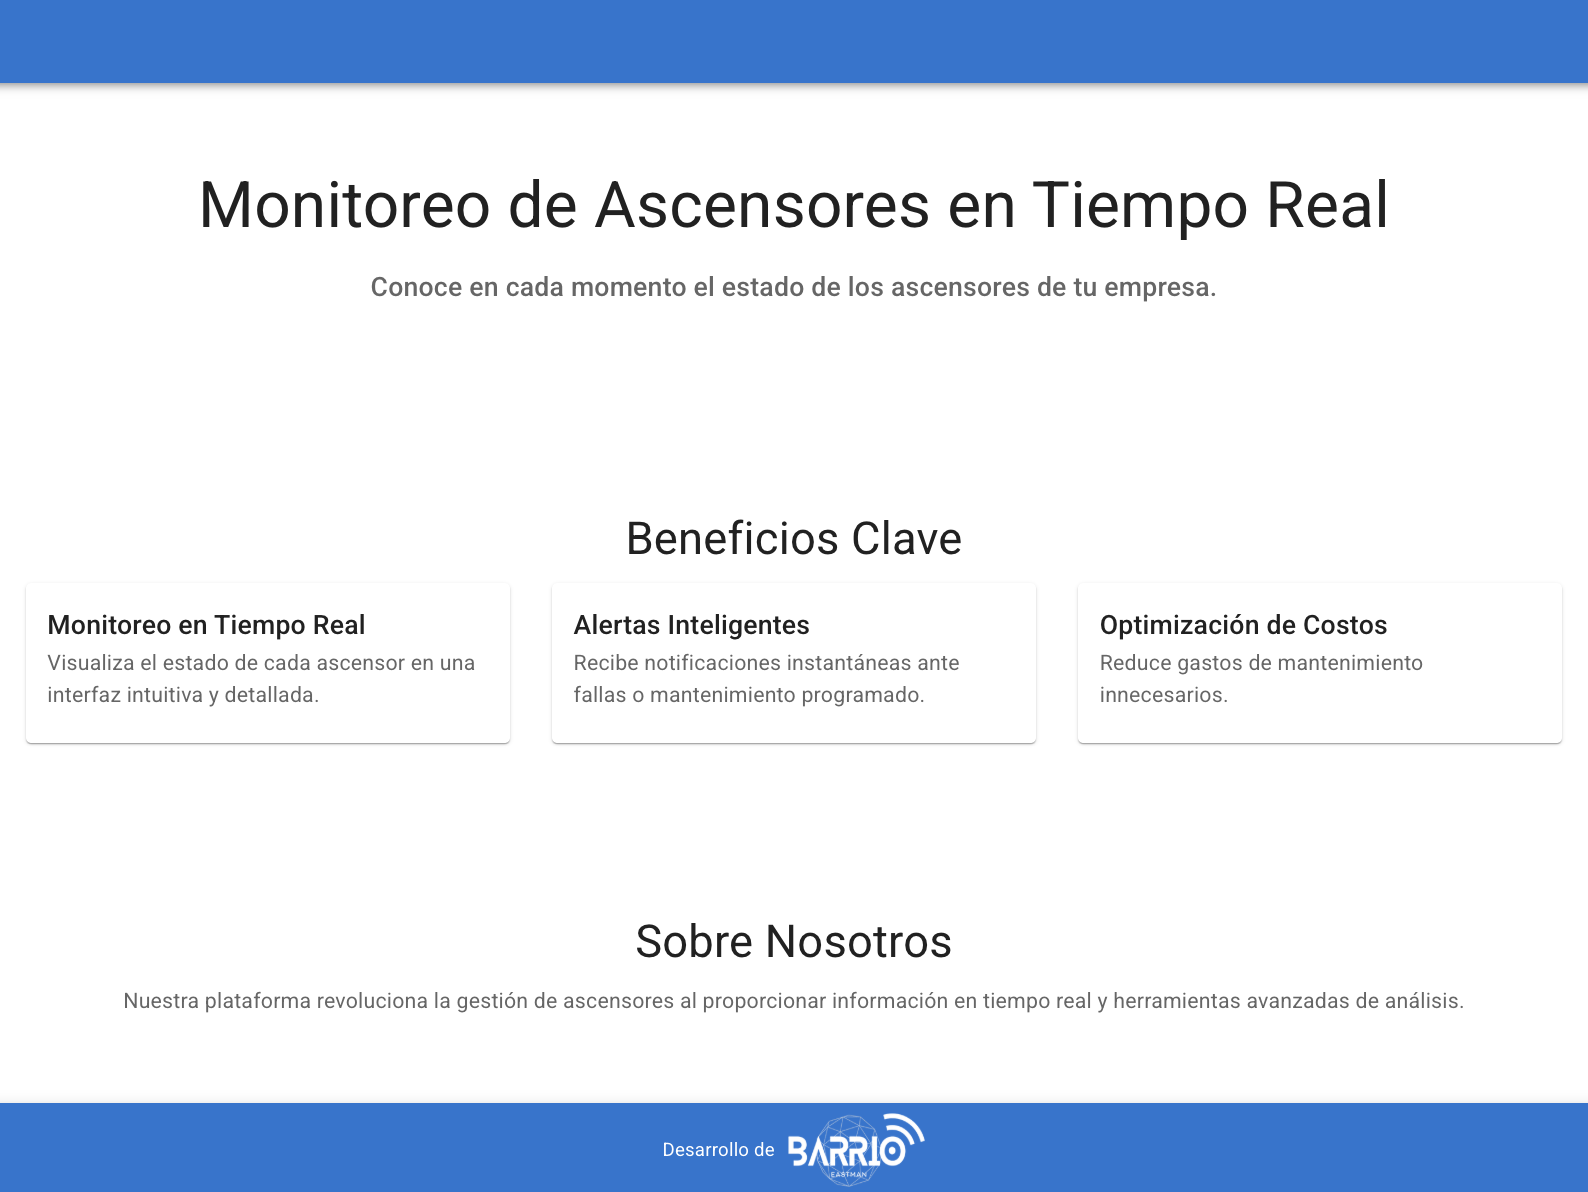 Monitoreo de Ascensores en Tiempo Real
Conoce en cada momento el estado de los ascensores de tu empresa.
Beneficios Clave
Monitoreo en Tiempo Real
Visualiza el estado de cada ascensor en una
interfaz intuitiva y detallada.
Alertas Inteligentes
Recibe notificaciones instantáneas ante
fallas o mantenimiento programado.
Optimización de Costos
Reduce gastos de mantenimiento
innecesarios.
Sobre Nosotros
Nuestra plataforma revoluciona la gestión de ascensores al proporcionar información en tiempo real y herramientas avanzadas de análisis.
Desarrollo de BARRIO
EASTMAN